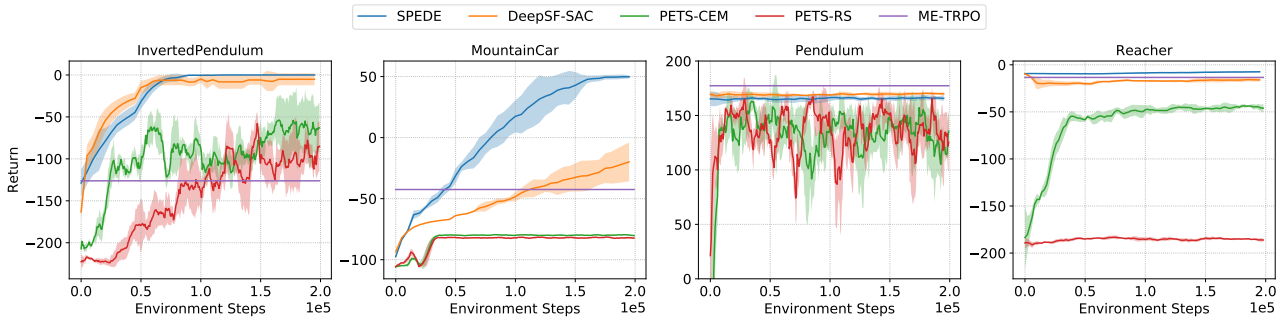 SPEDE DeepSF-SAC PETS-CEM PETS-RS ME-TRPO
InvertedPendulum
Return
0
−50
−100
−150
−200
0.0 0.5 1.0 1.5 2.0
1e5
Environment Steps
MountainCar
50
0
−50
−100
0.0 0.5 1.0 1.5 2.0
1e5
Environment Steps
Pendulum
200
150
100
50
0
0.0 0.5 1.0 1.5 2.0
1e5
Environment Steps
Reacher
0
−50
−100
−150
−200
0.0 0.5 1.0 1.5 2.0
1e5
Environment Steps